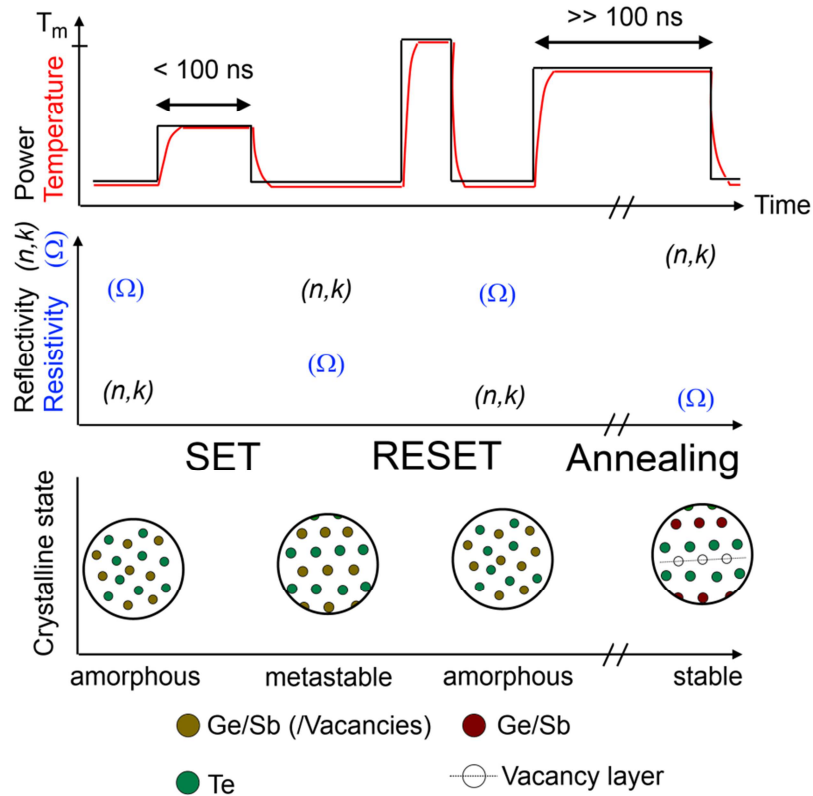 Tm
< 100 ns
>> 100 ns
Power
Temperature
Time
Reflectivity (n,k)
Resistivity (Ω)
(Ω)
(n,k)
(n,k)
(Ω)
(Ω)
(n,k)
(n,k)
(Ω)
SET
RESET
Annealing
Crystalline state
amorphous
metastable
amorphous
stable
Ge/Sb (/Vacancies)
Ge/Sb
Te
Vacancy layer